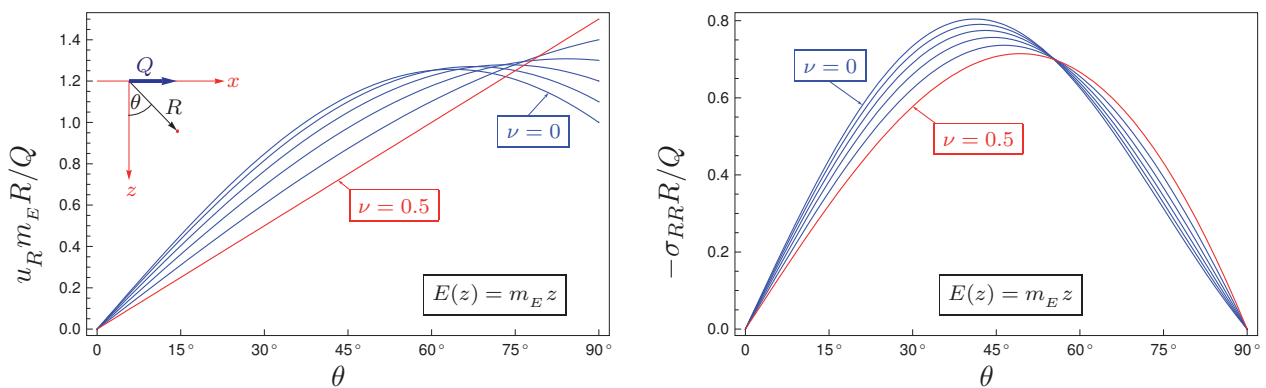 u_R m_E R/Q
1.4
1.2
1.0
0.8
0.6
0.4
0.2
0.0
Q
x
θ
R
z
ν = 0
ν = 0.5
E(z) = m_E z
0 15° 30° 45° 60° 75° 90°
θ
−σ_RR R/Q
0.8
0.6
0.4
0.2
0.0
ν = 0
ν = 0.5
E(z) = m_E z
0 15° 30° 45° 60° 75° 90°
θ